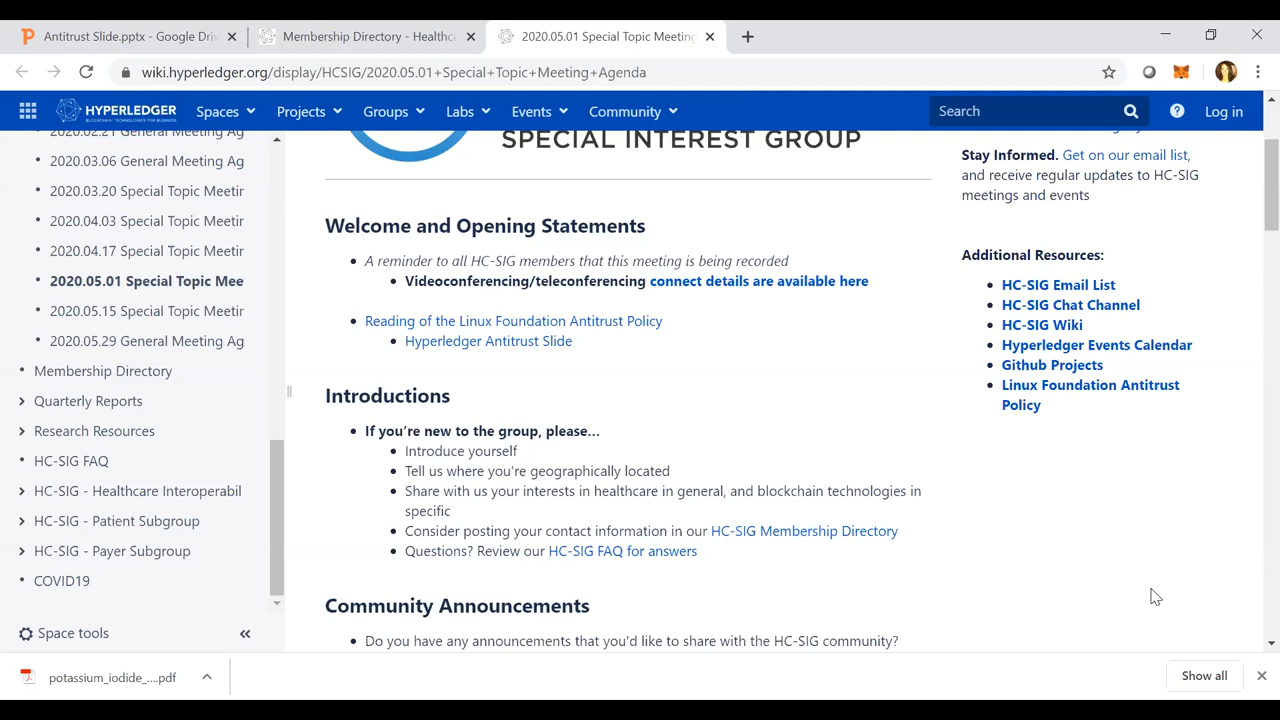 Antitrust Slide.pptx - Google Driv
Membership Directory - Healthc
2020.05.01 Special Topic Meeting
wiki.hyperledger.org/display/HCSIG/2020.05.01+Special+Topic+Meeting+Agenda
HYPERLEDGER
BLOCKCHAIN TECHNOLOGIES FOR BUSINESS
Spaces
Projects
Groups
Labs
Events
Community
Search
Log in
2020.02.21 General Meeting Ag
2020.03.06 General Meeting Ag
2020.03.20 Special Topic Meetir
2020.04.03 Special Topic Meetir
2020.04.17 Special Topic Meetir
2020.05.01 Special Topic Mee
2020.05.15 Special Topic Meetir
2020.05.29 General Meeting Ag
Membership Directory
Quarterly Reports
Research Resources
HC-SIG FAQ
HC-SIG - Healthcare Interoperabil
HC-SIG - Patient Subgroup
HC-SIG - Payer Subgroup
COVID19
Space tools
SPECIAL INTEREST GROUP
Welcome and Opening Statements
A reminder to all HC-SIG members that this meeting is being recorded
Videoconferencing/teleconferencing connect details are available here
Reading of the Linux Foundation Antitrust Policy
Hyperledger Antitrust Slide
Introductions
If you're new to the group, please...
Introduce yourself
Tell us where you're geographically located
Share with us your interests in healthcare in general, and blockchain technologies in
specific
Consider posting your contact information in our HC-SIG Membership Directory
Questions? Review our HC-SIG FAQ for answers
Community Announcements
Do you have any announcements that you'd like to share with the HC-SIG community?
Stay Informed. Get on our email list,
and receive regular updates to HC-SIG
meetings and events
Additional Resources:
HC-SIG Email List
HC-SIG Chat Channel
HC-SIG Wiki
Hyperledger Events Calendar
Github Projects
Linux Foundation Antitrust
Policy
potassium_iodide_....pdf
Show all